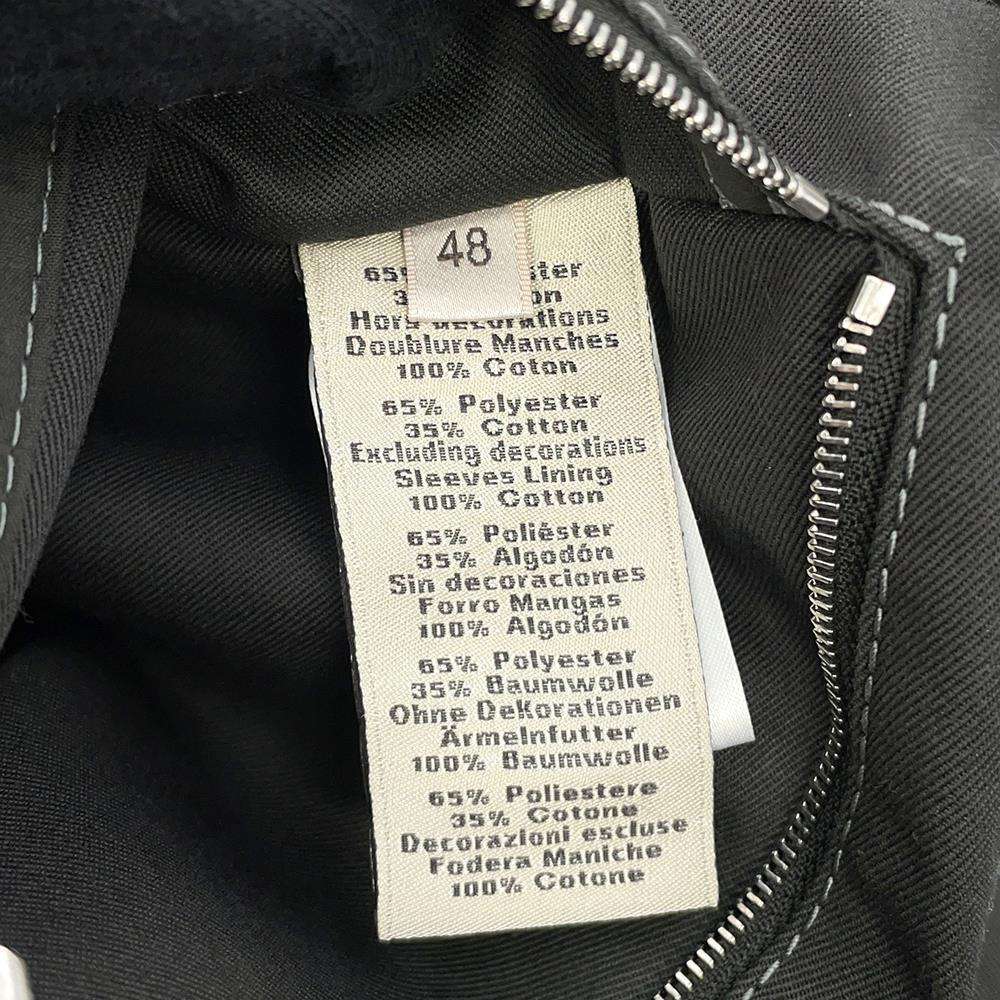 48
Doublure Manches
100% Coton
65% Polyester
35% Cotton
Excluding decorations
Sleeves Lining
100% Cotton
65% Poliéster
35% Algodón
Sin decoraciones
Forro Mangas
100% Algodón
65% Polyester
35% Baumwolle
Ohne Dekorationen
Ärmelnfutter
100% Baumwolle
65% Poliestere
35% Cotone
Decorazioni escluse
Fodera Maniche
100% Cotone